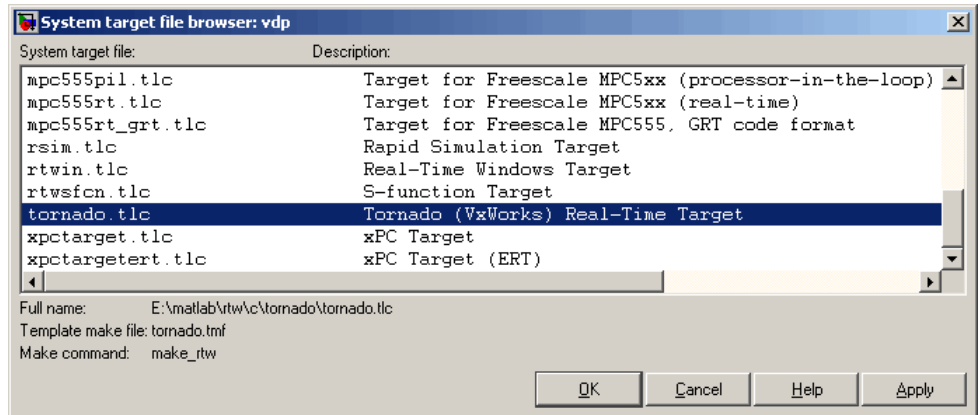 System target file browser: vdp
System target file: Description:
mpc555pil.tlc Target for Freescale MPC5xx (processor-in-the-loop)
mpc555rt.tlc Target for Freescale MPC5xx (real-time)
mpc555rt_grt.tlc Target for Freescale MPC555, GRT code format
rsim.tlc Rapid Simulation Target
rtwin.tlc Real-Time Windows Target
rtwsfcn.tlc S-function Target
tornado.tlc Tornado (VxWorks) Real-Time Target
xpctarget.tlc xPC Target
xpctargetert.tlc xPC Target (ERT)
Full name: E:\matlab\rtw\c\tornado\tornado.tlc
Template make file: tornado.tmf
Make command: make_rtw
OK Cancel Help Apply